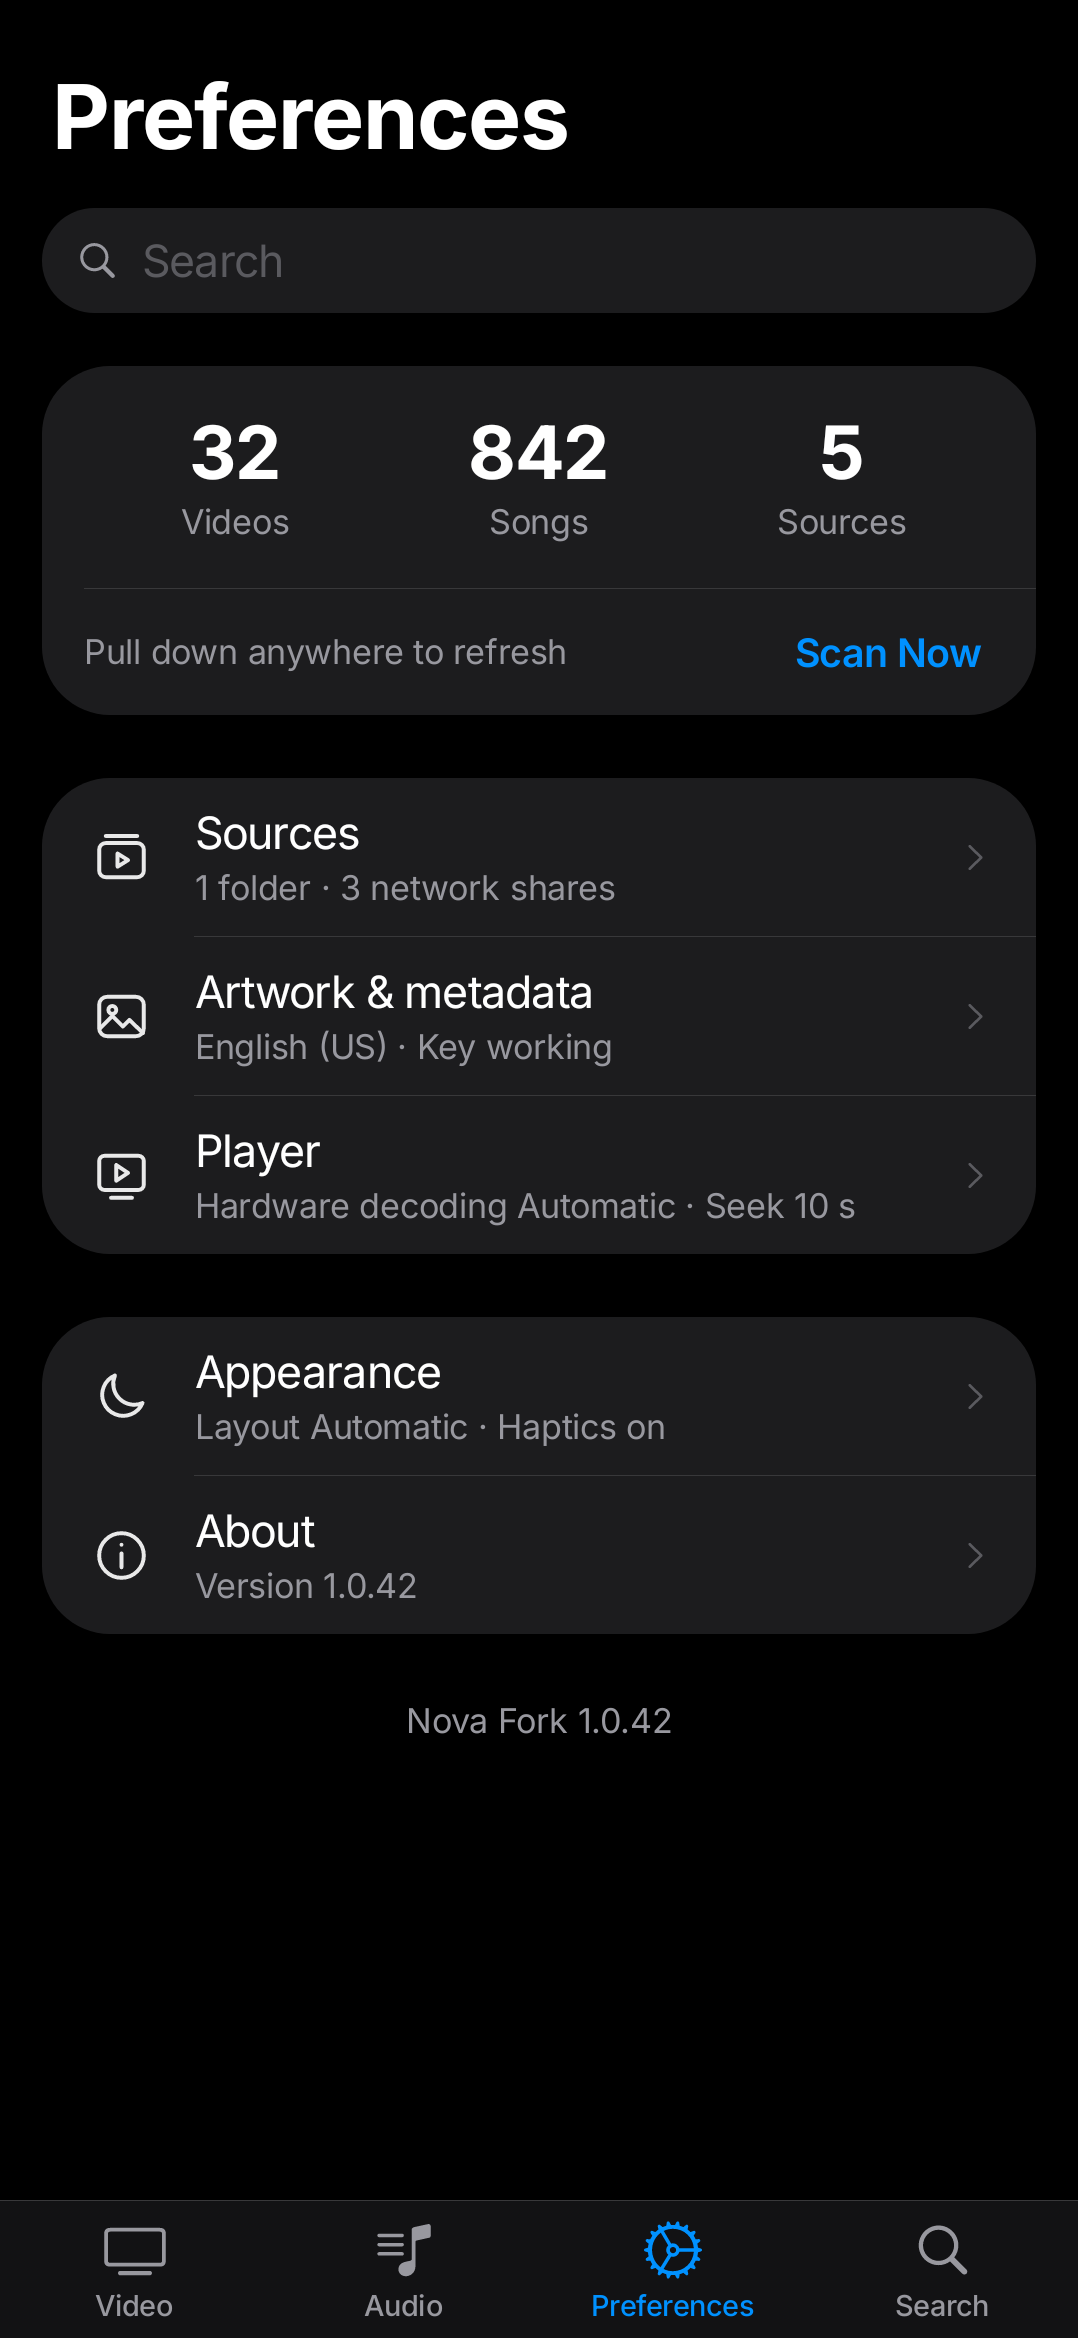 Preferences
Search
32 842 5
Videos Songs Sources
Pull down anywhere to refresh Scan Now
Sources
1 folder · 3 network shares
Artwork & metadata
English (US) · Key working
Player
Hardware decoding Automatic · Seek 10 s
Appearance
Layout Automatic · Haptics on
About
Version 1.0.42
Nova Fork 1.0.42
Video Audio Preferences Search